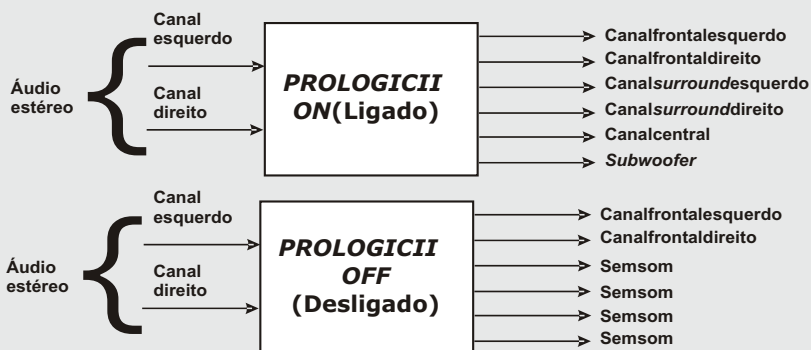 Canal
esquerdo
Áudio
estéreo
Canal
direito
PROLOGICII
ON(Ligado)
Canalfrontalesquerdo
Canalfrontaldireito
Canalsurroundesquerdo
Canalsurrounddireito
Canalcentral
Subwoofer
Canal
esquerdo
Áudio
estéreo
Canal
direito
PROLOGICII
OFF
(Desligado)
Canalfrontalesquerdo
Canalfrontaldireito
Semsom
Semsom
Semsom
Semsom